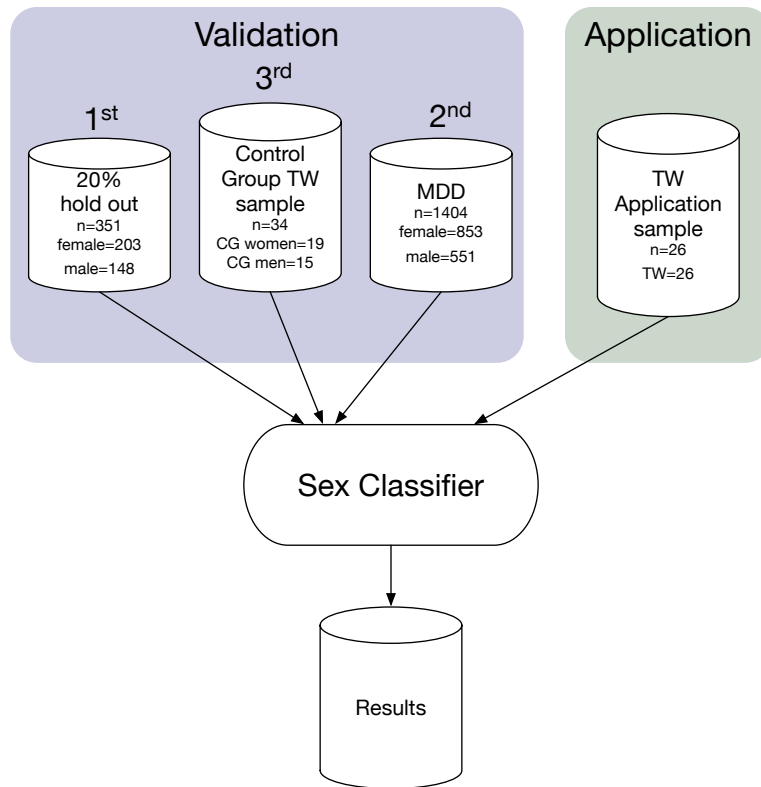 Validation
Application
1st
20%
hold out
n=351
female=203
male=148
3rd
Control
Group TW
sample
n=34
CG women=19
CG men=15
2nd
MDD
n=1404
female=853
male=551
TW
Application
sample
n=26
TW=26
Sex Classifier
Results